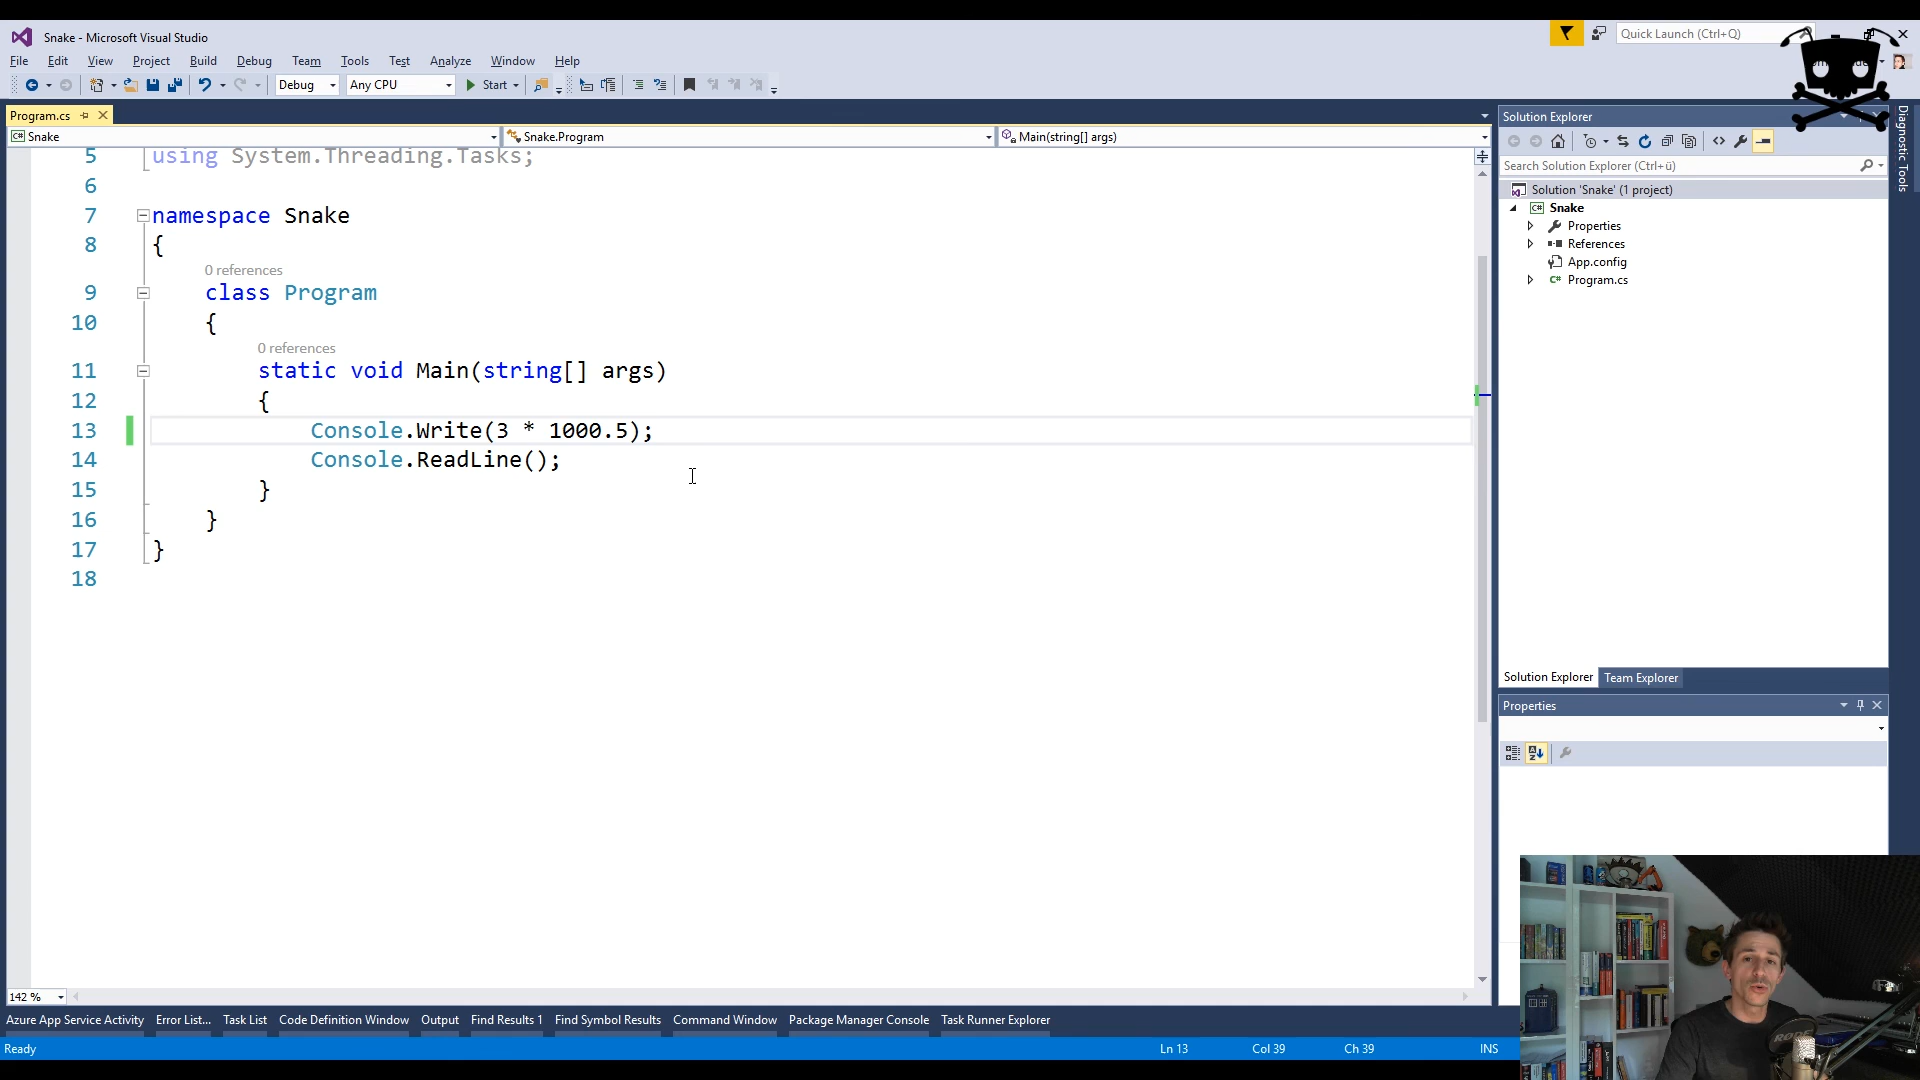 Snake - Microsoft Visual Studio
Quick Launch (Ctrl+Q)
File Edit View Project Build Debug Team Tools Test Analyze Window Help
Debug Any CPU Start
Program.cs
Snake Snake.Program Main(string[] args)
5 using System.Threading.Tasks;
6
7 namespace Snake
8 {
0 references
9 class Program
10 {
0 references
11 static void Main(string[] args)
12 {
13 Console.Write(3 * 1000.5);
14 Console.ReadLine();
15 }
16 }
17 }
18
142 %
Solution Explorer
Search Solution Explorer (Ctrl+ü)
Solution 'Snake' (1 project)
Snake
Properties
References
App.config
Program.cs
Solution Explorer Team Explorer
Properties
Diagnostic Tools
Azure App Service Activity Error List... Task List Code Definition Window Output Find Results 1 Find Symbol Results Command Window Package Manager Console Task Runner Explorer
Ready Ln 13 Col 39 Ch 39 INS
RODE